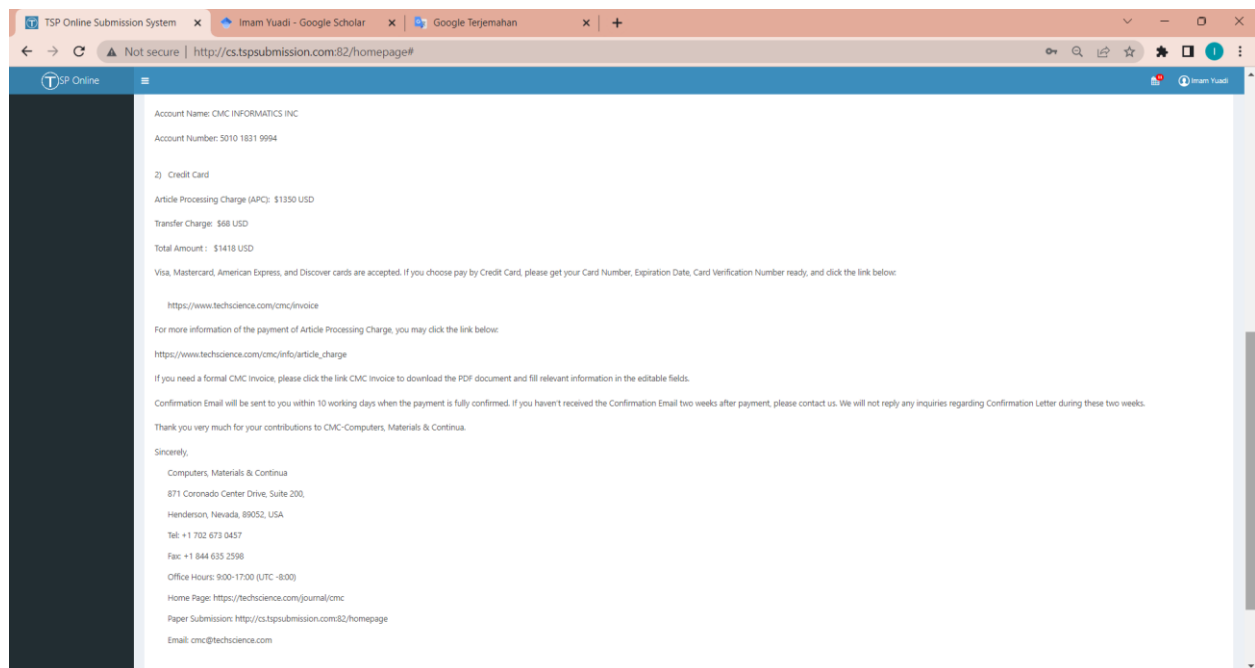 TSP Online Submission System
Imam Yuadi - Google Scholar
Google Terjemahan
Not secure | http://cs.tspsubmission.com:82/homepage#
TSP Online
Imam Yuadi
Account Name: CMC INFORMATICS INC
Account Number: 5010 1831 9994
2) Credit Card
Article Processing Charge (APC): $1350 USD
Transfer Charge: $68 USD
Total Amount : $1418 USD
Visa, Mastercard, American Express, and Discover cards are accepted. If you choose pay by Credit Card, please get your Card Number, Expiration Date, Card Verification Number ready, and click the link below:
https://www.techscience.com/cmc/invoice
For more information of the payment of Article Processing Charge, you may click the link below:
https://www.techscience.com/cmc/info/article_charge
If you need a formal CMC Invoice, please click the link CMC Invoice to download the PDF document and fill relevant information in the editable fields.
Confirmation Email will be sent to you within 10 working days when the payment is fully confirmed. If you haven't received the Confirmation Email two weeks after payment, please contact us. We will not reply any inquiries regarding Confirmation Letter during these two weeks.
Thank you very much for your contributions to CMC-Computers, Materials & Continua.
Sincerely,
Computers, Materials & Continua
871 Coronado Center Drive, Suite 200,
Henderson, Nevada, 89052, USA
Tel: +1 702 673 0457
Fax: +1 844 635 2598
Office Hours: 9:00-17:00 (UTC -8:00)
Home Page: https://techscience.com/journal/cmc
Paper Submission: http://cs.tspsubmission.com:82/homepage
Email: cmc@techscience.com